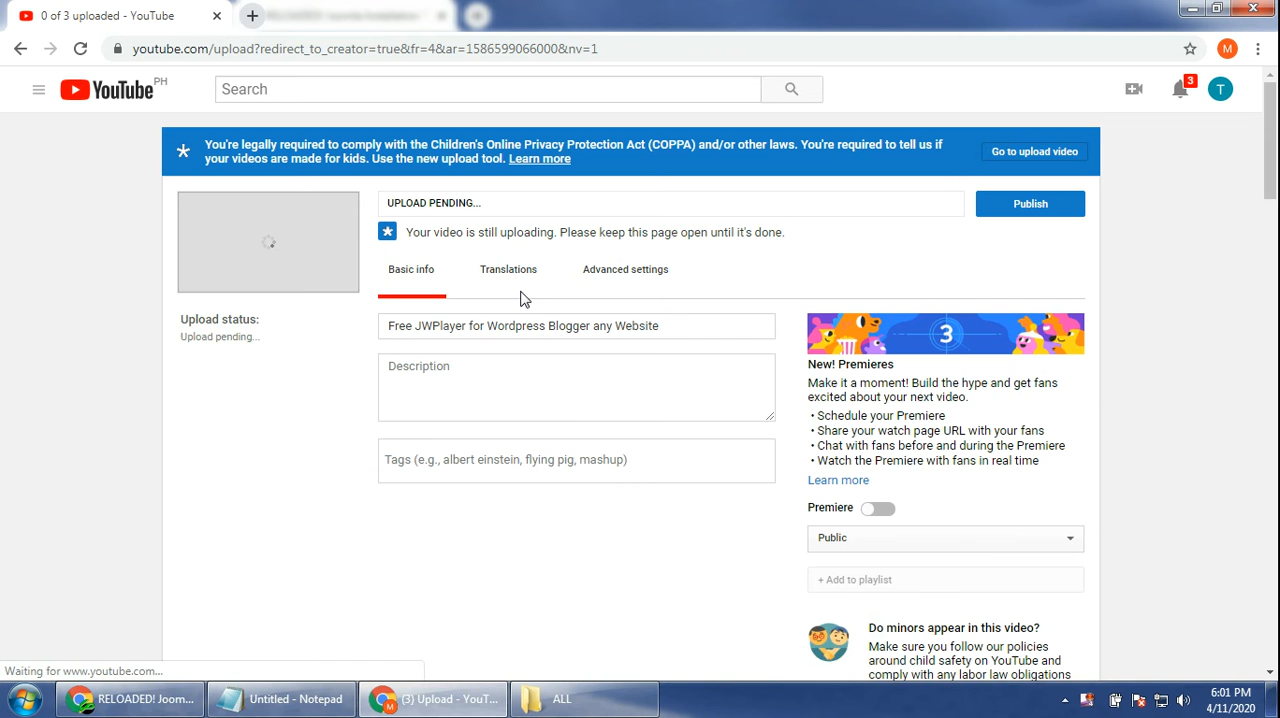 0 of 3 uploaded - YouTube
youtube.com/upload?redirect_to_creator=true&fr=4&ar=1586599066000&nv=1
M
YouTube PH
Search
3
T
You're legally required to comply with the Children's Online Privacy Protection Act (COPPA) and/or other laws. You're required to tell us if
your videos are made for kids. Use the new upload tool. Learn more
Go to upload video
UPLOAD PENDING...
Publish
Your video is still uploading. Please keep this page open until it's done.
Basic info
Translations
Advanced settings
Upload status:
Upload pending...
Free JWPlayer for Wordpress Blogger any Website
Description
Tags (e.g., albert einstein, flying pig, mashup)
3
New! Premieres
Make it a moment! Build the hype and get fans
excited about your next video.
• Schedule your Premiere
• Share your watch page URL with your fans
• Chat with fans before and during the Premiere
• Watch the Premiere with fans in real time
Learn more
Premiere
Public
+ Add to playlist
Do minors appear in this video?
Make sure you follow our policies
around child safety on YouTube and
comply with any labor law obligations
Waiting for www.youtube.com...
RELOADED! Joom...
Untitled - Notepad
M
(3) Upload - YouT...
ALL
6:01 PM
4/11/2020